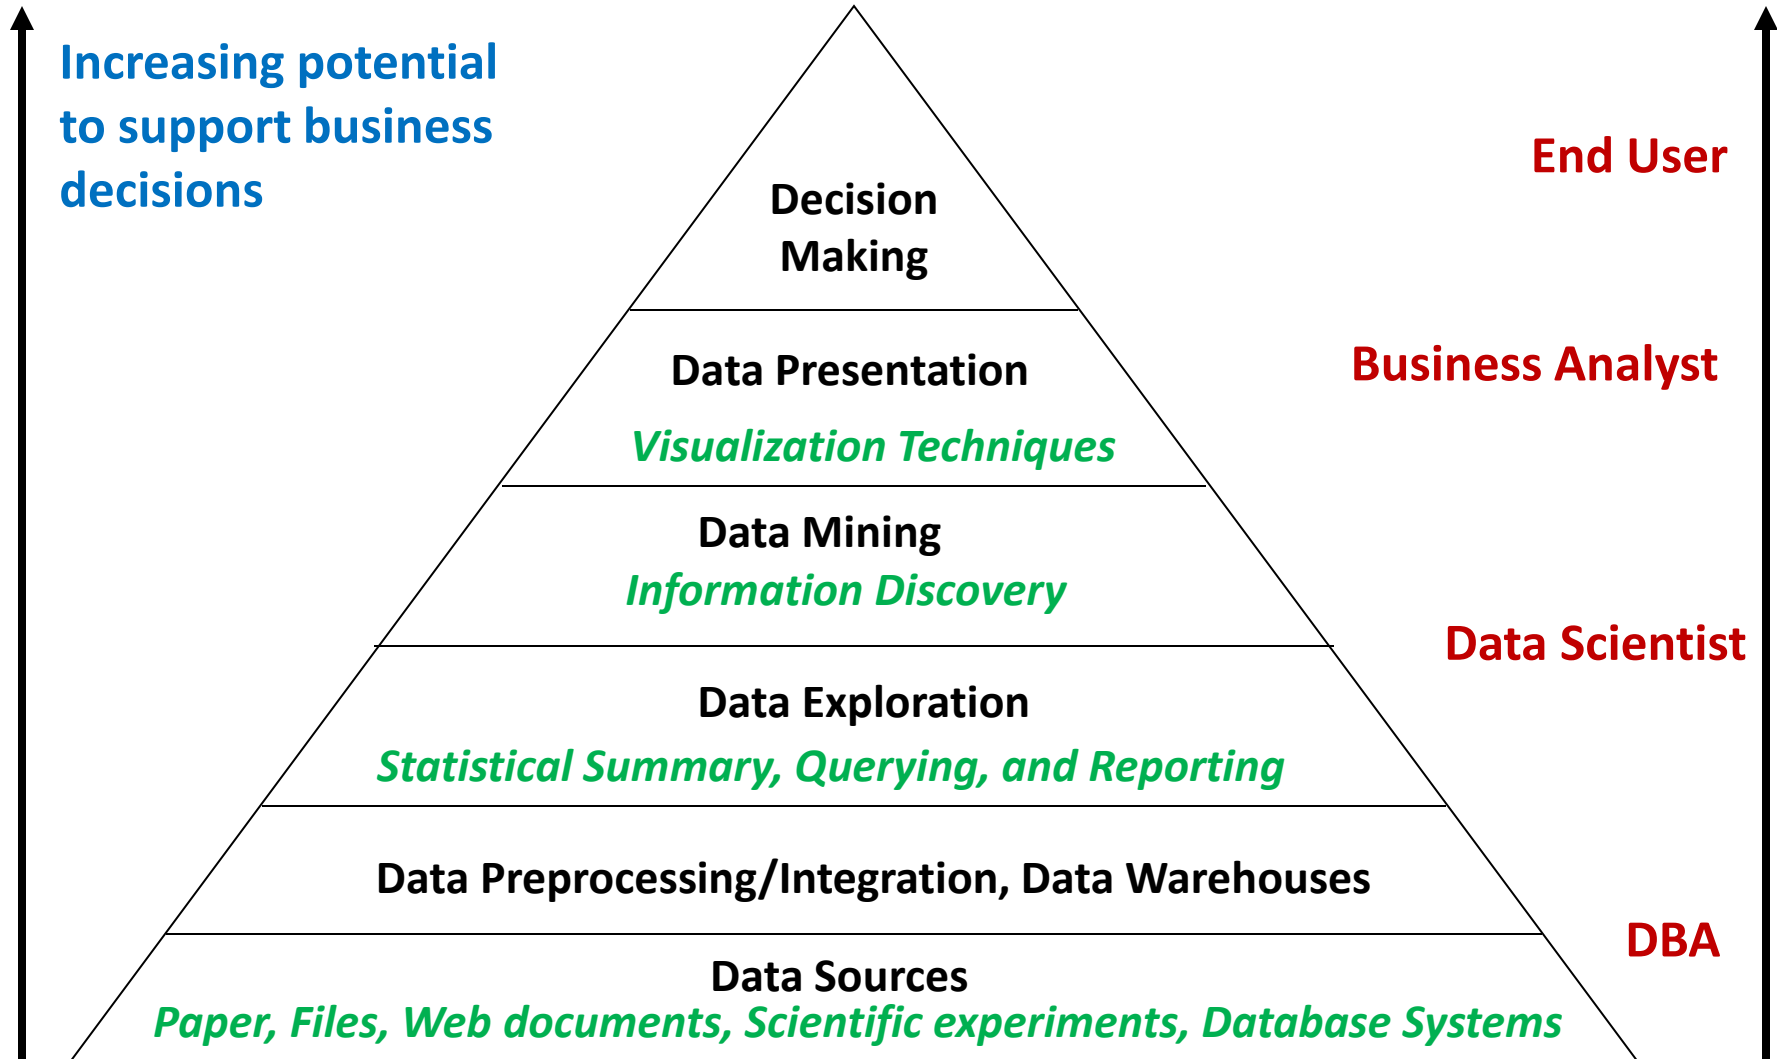 Increasing potential
to support business
decisions
End User
Decision
Making
Data Presentation
Business Analyst
Visualization Techniques
Data Mining
Information Discovery
Data Scientist
Data Exploration
Statistical Summary, Querying, and Reporting
Data Preprocessing/Integration, Data Warehouses
DBA
Data Sources
Paper, Files, Web documents, Scientific experiments, Database Systems